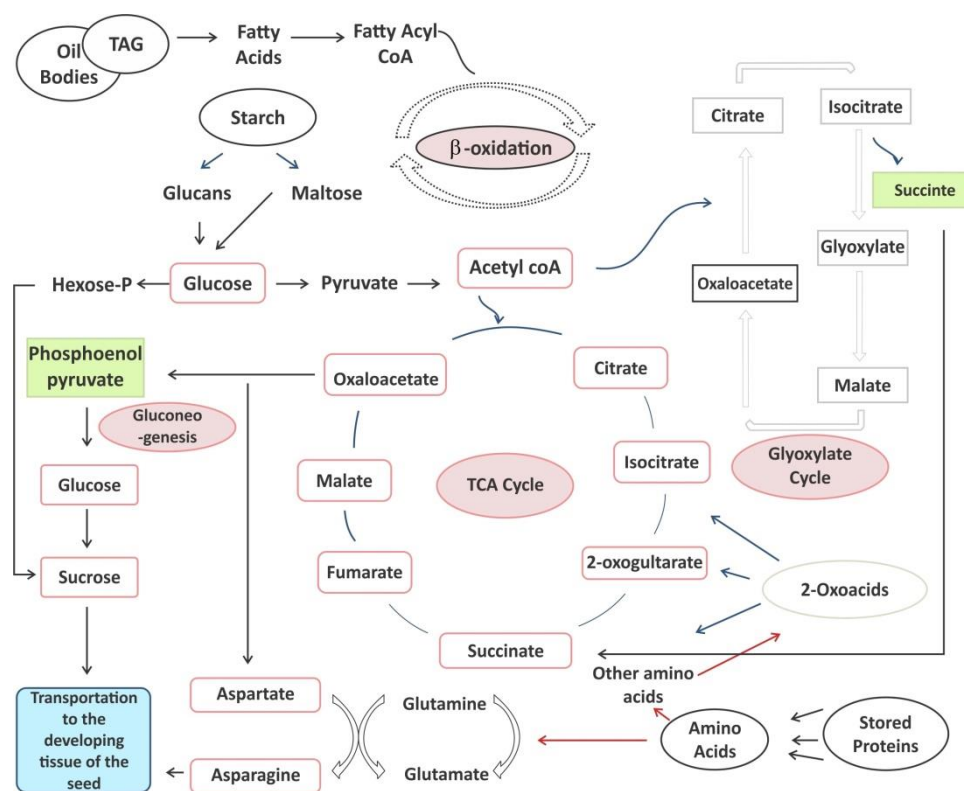 Oil
Bodies
TAG
Fatty
Acids
Fatty Acyl
CoA
Starch
β-oxidation
Citrate
Isocitrate
Succinte
Glucans
Maltose
Glyoxylate
Hexose-P
Glucose
Pyruvate
Acetyl coA
Oxaloacetate
Phosphoenol
pyruvate
Oxaloacetate
Citrate
Malate
Gluconeo
-genesis
Glucose
Malate
TCA Cycle
Isocitrate
Glyoxylate
Cycle
Sucrose
Fumarate
2-oxogultarate
2-Oxoacids
Succinate
Other amino
acids
Transportation
to the
developing
tissue of the
seed
Aspartate
Glutamine
Amino
Acids
Stored
Proteins
Asparagine
Glutamate